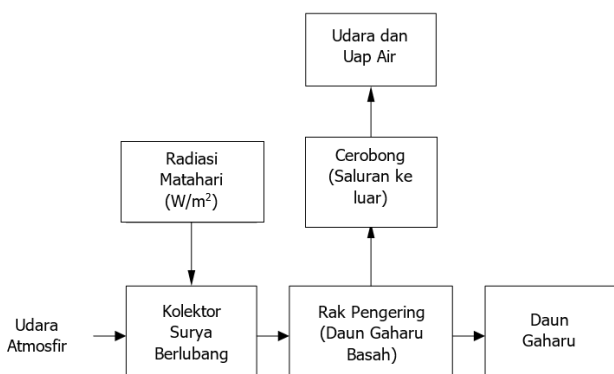 Udara dan
Uap Air
Radiasi
Matahari
(W/m²)
Cerobong
(Saluran ke
luar)
Udara
Atmosfir
Kolektor
Surya
Berlubang
Rak Pengering
(Daun Gaharu
Basah)
Daun
Gaharu